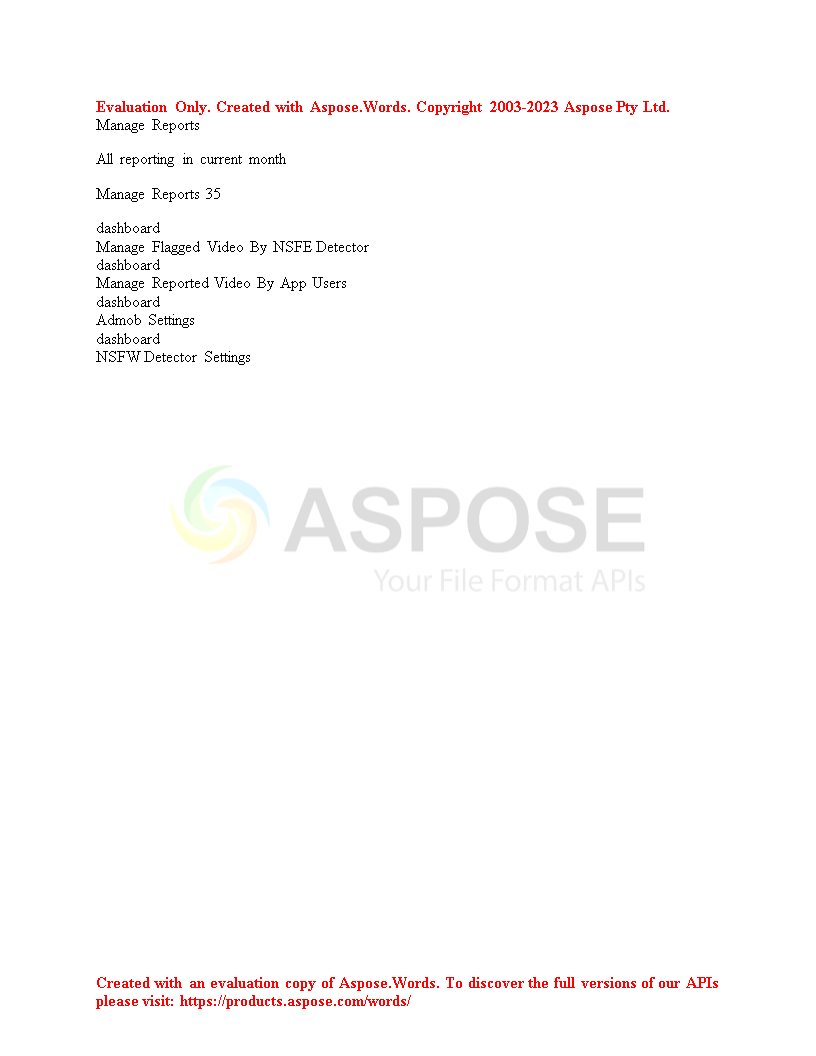 Evaluation Only. Created with Aspose.Words. Copyright 2003-2023 Aspose Pty Ltd.
Manage Reports
All reporting in current month
Manage Reports 35
dashboard
Manage Flagged Video By NSFE Detector
dashboard
Manage Reported Video By App Users
dashboard
Admob Settings
dashboard
NSFW Detector Settings
ASPOSE
Your File Format APIs
Created with an evaluation copy of Aspose.Words. To discover the full versions of our APIs
please visit: https://products.aspose.com/words/